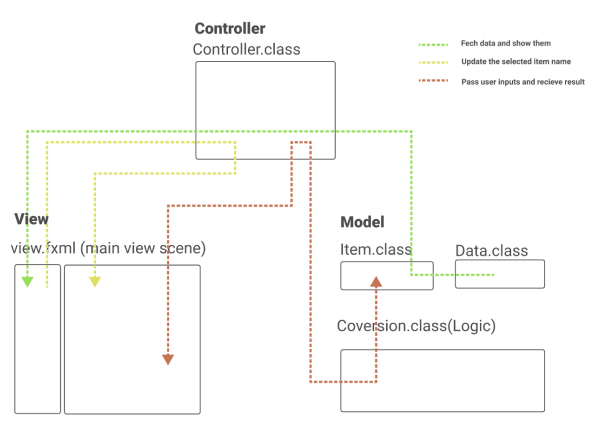 Controller
Controller.class
Fech data and show them
Update the selected item name
Pass user inputs and recieve result
View
view.fxml (main view scene)
Model
Item.class
Data.class
Coversion.class(Logic)